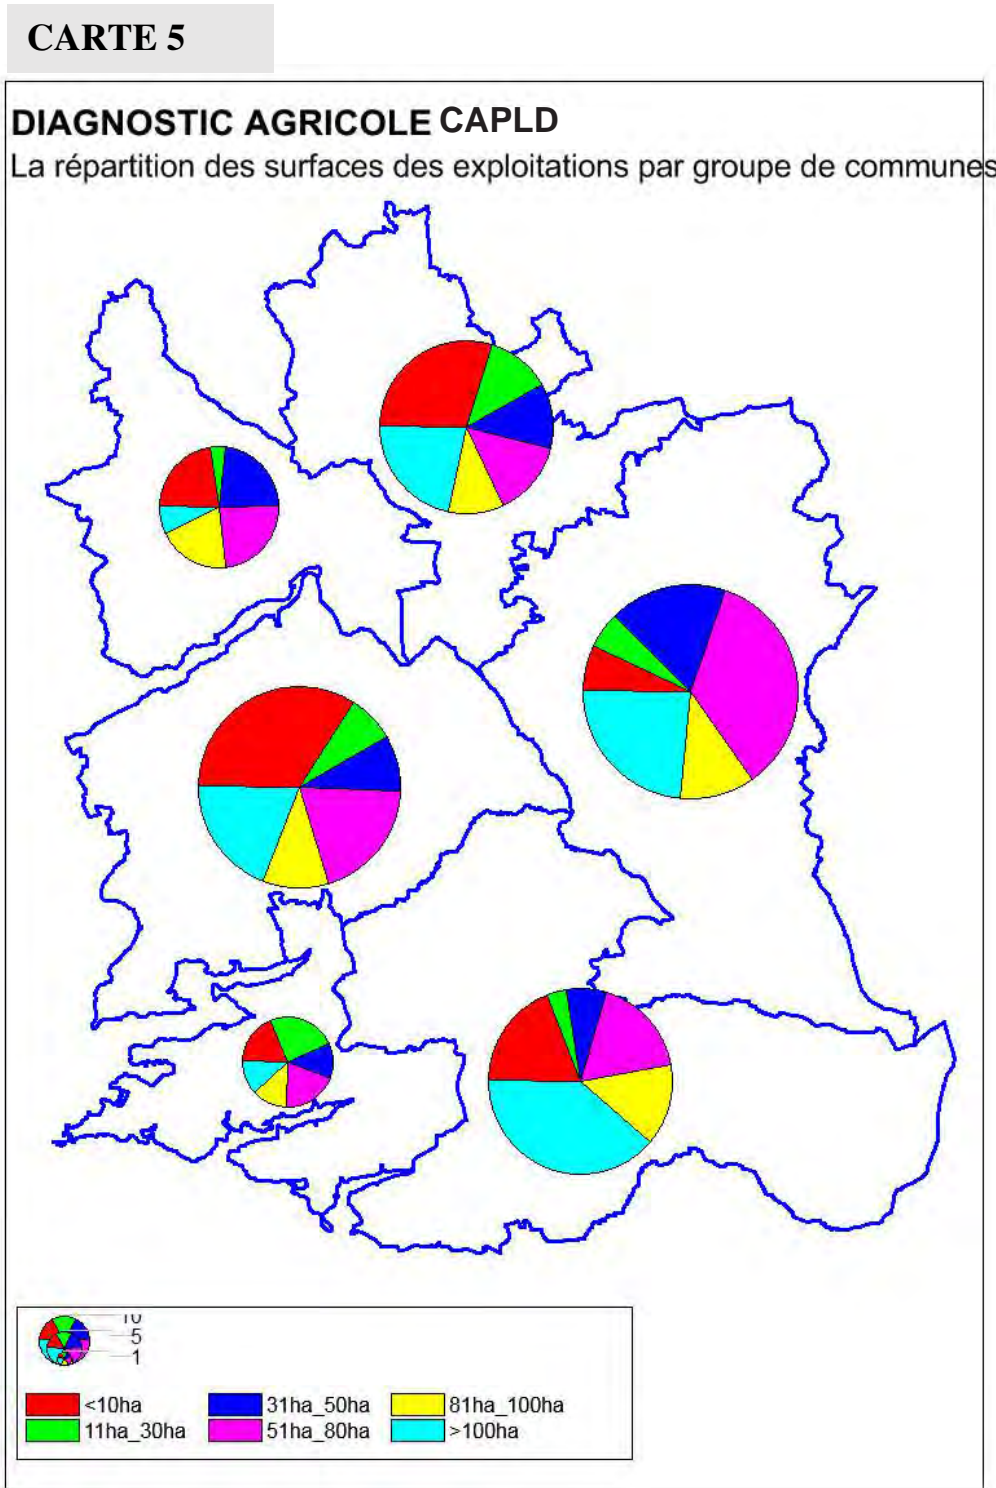 CARTE 5
DIAGNOSTIC AGRICOLE CAPLD
La répartition des surfaces des exploitations par groupe de communes
10
5
1
<10ha 31ha_50ha 81ha_100ha
11ha_30ha 51ha_80ha >100ha